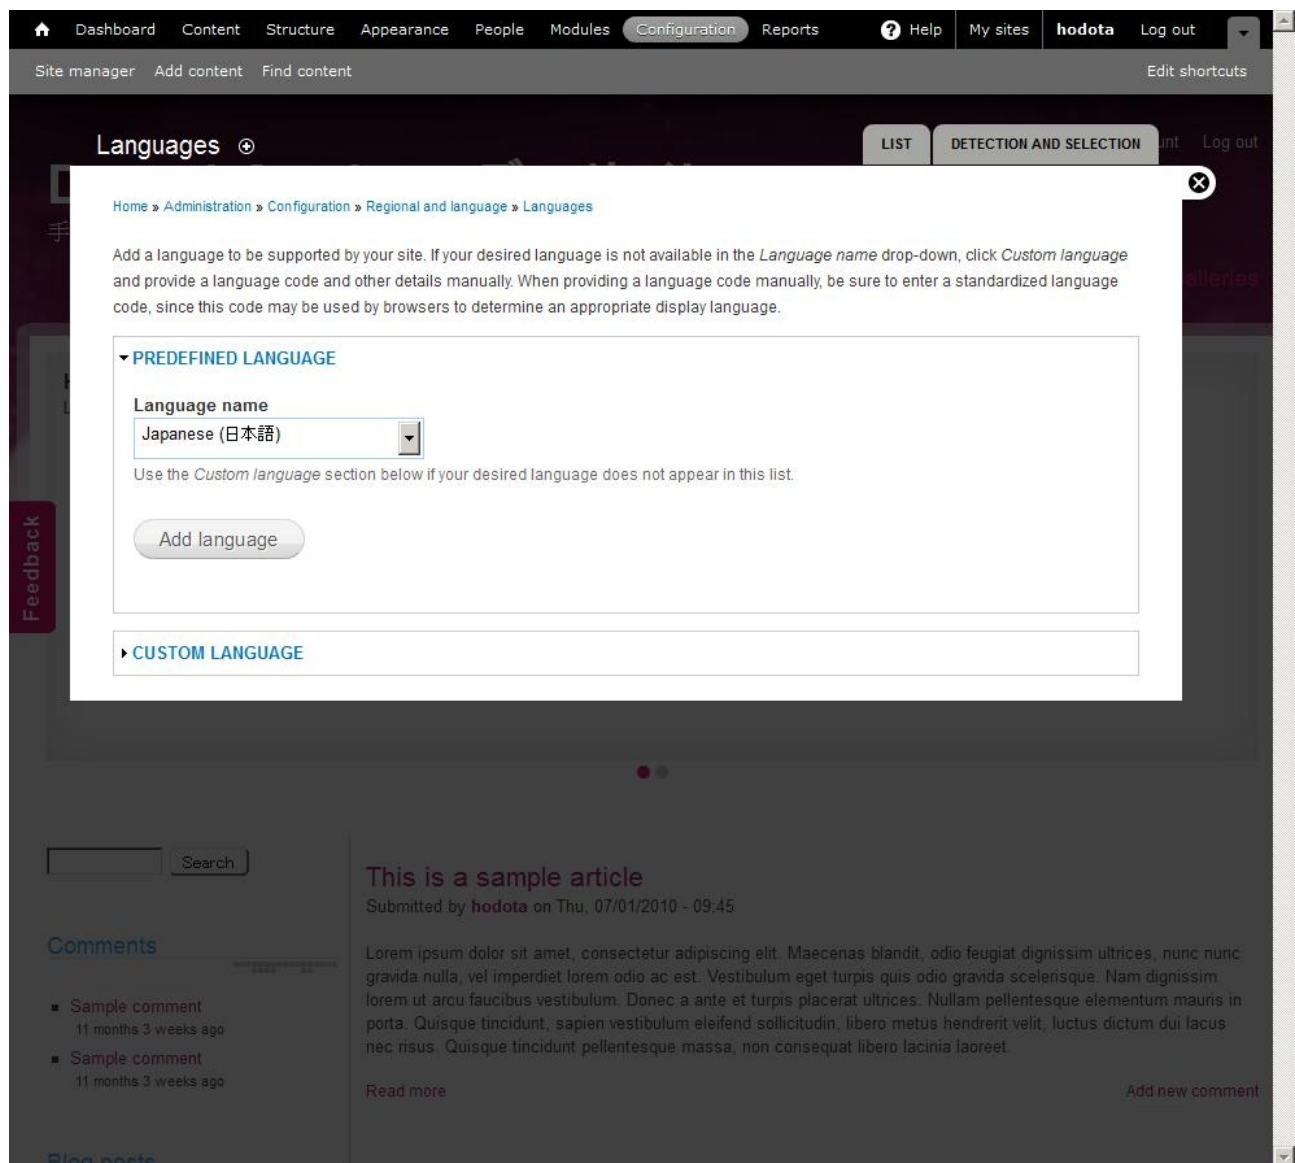 Dashboard Content Structure Appearance People Modules Configuration Reports ? Help My sites hodota Log out
Site manager Add content Find content Edit shortcuts
Languages
LIST DETECTION AND SELECTION Log out
手
Home » Administration » Configuration » Regional and language » Languages
Add a language to be supported by your site. If your desired language is not available in the Language name drop-down, click Custom language
and provide a language code and other details manually. When providing a language code manually, be sure to enter a standardized language
code, since this code may be used by browsers to determine an appropriate display language.
PREDEFINED LANGUAGE
Language name
Japanese (日本語)
Use the Custom language section below if your desired language does not appear in this list.
Add language
Feedback
CUSTOM LANGUAGE
Search
This is a sample article
Submitted by hodota on Thu, 07/01/2010 - 09:45
Comments
Lorem ipsum dolor sit amet, consectetur adipiscing elit. Maecenas blandit, odio feugiat dignissim ultrices, nunc nunc
gravida nulla, vel imperdiet lorem odio ac est. Vestibulum eget turpis quis odio gravida scelerisque. Nam dignissim
lorem ut arcu faucibus vestibulum. Donec a ante et turpis placerat ultrices. Nullam pellentesque elementum mauris in
porta. Quisque tincidunt, sapien vestibulum eleifend sollicitudin, libero metus hendrerit velit, luctus dictum dui lacus
nec risus. Quisque tincidunt pellentesque massa, non consequat libero lacinia laoreet.
Sample comment
11 months 3 weeks ago
Sample comment
11 months 3 weeks ago
Read more Add new comment
Blog posts